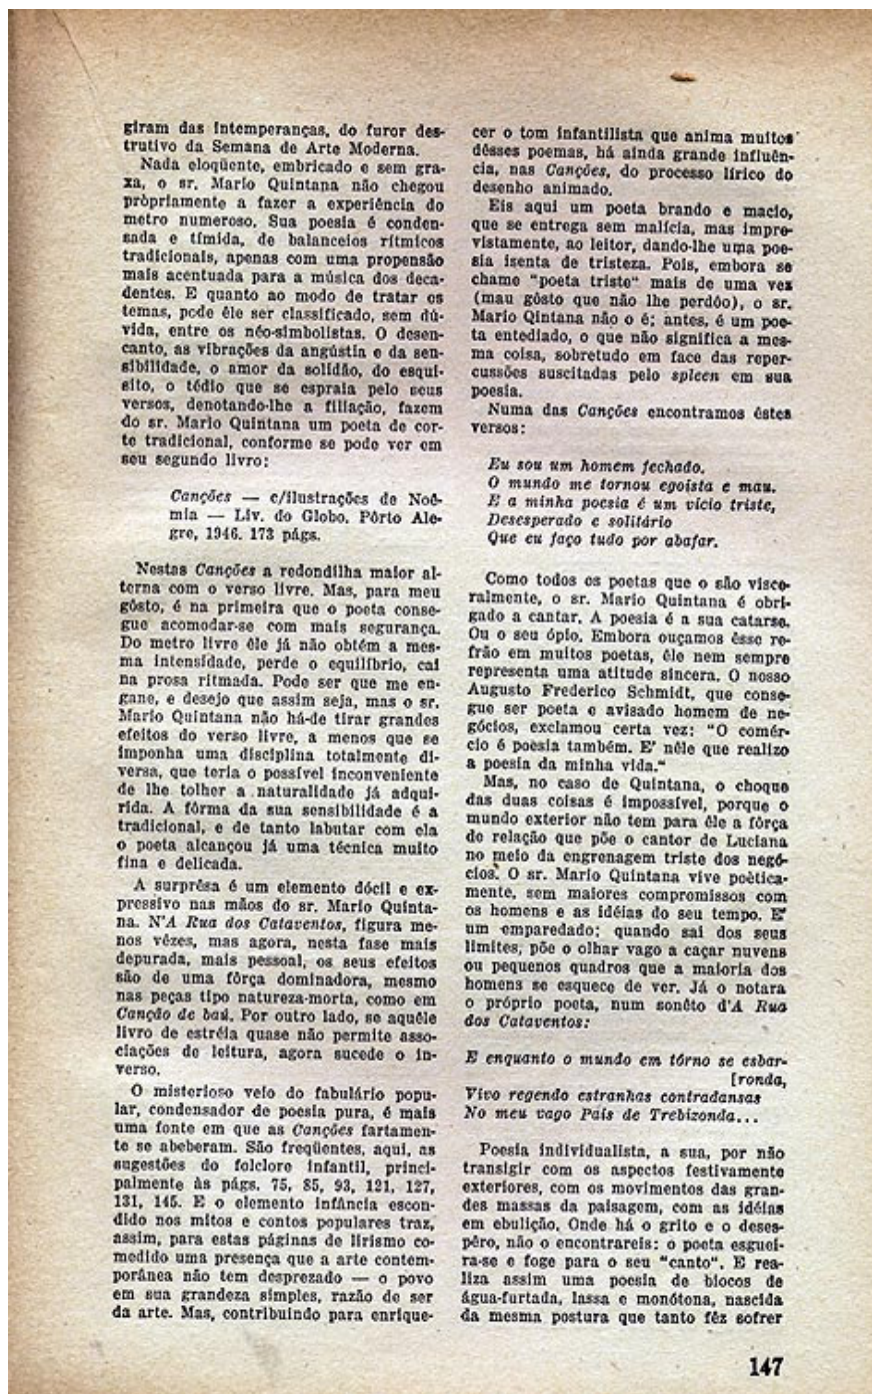 giram das intemperanças, do furor des-
trutivo da Semana de Arte Moderna.
Nada eloqüente, embricado e sem gra-
xa, o sr. Mario Quintana não chegou
pròpriamente a fazer a experiência do
metro numeroso. Sua poesia é conden-
sada e tímida, de balanceios rítmicos
tradicionais, apenas com uma propensão
mais acentuada para a música dos deca-
dentes. E quanto ao modo de tratar os
temas, pode êle ser classificado, sem dú-
vida, entre os néo-simbolistas. O desen-
canto, as vibrações da angústia e da sen-
sibilidade, o amor da solidão, do esqui-
sito, o tédio que se espraia pelo seus
versos, denotando-lhe a filiação, fazem
do sr. Mario Quintana um poeta de cor-
te tradicional, conforme se pode ver em
seu segundo livro:
Canções — c/ilustrações de Noê-
mia — Liv. do Globo. Pôrto Ale-
gre, 1946. 173 págs.
Nestas Canções a redondilha maior al-
terna com o verso livre. Mas, para meu
gôsto, é na primeira que o poeta conse-
gue acomodar-se com mais segurança.
Do metro livre êle já não obtém a mes-
ma intensidade, perde o equilíbrio, cai
na prosa ritmada. Pode ser que me en-
gane, e desejo que assim seja, mas o sr.
Mario Quintana não há-de tirar grandes
efeitos do verso livre, a menos que se
imponha uma disciplina totalmente di-
versa, que teria o possível inconveniente
de lhe tolher a naturalidade já adqui-
rida. A fôrma da sua sensibilidade é a
tradicional, e de tanto labutar com ela
o poeta alcançou já uma técnica muito
fina e delicada.
A surprêsa é um elemento dócil e ex-
pressivo nas mãos do sr. Mario Quinta-
na. N'A Rua dos Cataventos, figura me-
nos vêzes, mas agora, nesta fase mais
depurada, mais pessoal, os seus efeitos
são de uma fôrça dominadora, mesmo
nas peças tipo natureza-morta, como em
Canção de baú. Por outro lado, se aquêle
livro de estréia quase não permite asso-
ciações de leitura, agora sucede o in-
verso.
O misterioso veio do fabulário popu-
lar, condensador de poesia pura, é mais
uma fonte em que as Canções fartamen-
te se abeberam. São freqüentes, aqui, as
sugestões do folclore infantil, princi-
palmente às págs. 75, 85, 93, 121, 127,
131, 145. E o elemento infância escon-
dido nos mitos e contos populares traz,
assim, para estas páginas de lirismo co-
medido uma presença que a arte contem-
porânea não tem desprezado — o povo
em sua grandeza simples, razão de ser
da arte. Mas, contribuindo para enrique-
cer o tom infantilista que anima muitos
dêsses poemas, há ainda grande influên-
cia, nas Canções, do processo lírico do
desenho animado.
Eis aqui um poeta brando e macio,
que se entrega sem malícia, mas impre-
vistamente, ao leitor, dando-lhe uma poe-
sia isenta de tristeza. Pois, embora se
chame "poeta triste" mais de uma vez
(mau gôsto que não lhe perdôo), o sr.
Mario Qintana não o é; antes, é um poe-
ta entediado, o que não significa a mes-
ma coisa, sobretudo em face das reper-
cussões suscitadas pelo spleen em sua
poesia.
Numa das Canções encontramos êstes
versos:
Eu sou um homem fechado.
O mundo me tornou egoista e mau.
E a minha poesia é um vício triste,
Desesperado e solitário
Que eu faço tudo por abafar.
Como todos os poetas que o são visce-
ralmente, o sr. Mario Quintana é obri-
gado a cantar. A poesia é a sua catarse.
Ou o seu ópio. Embora ouçamos êsse re-
frão em muitos poetas, êle nem sempre
representa uma atitude sincera. O nosso
Augusto Frederico Schmidt, que conse-
gue ser poeta e avisado homem de ne-
gócios, exclamou certa vez: "O comér-
cio é poesia também. E' nêle que realizo
a poesia da minha vida."
Mas, no caso de Quintana, o choque
das duas coisas é impossível, porque o
mundo exterior não tem para êle a fôrça
de relação que põe o cantor de Luciana
no meio da engrenagem triste dos negó-
cios. O sr. Mario Quintana vive poètica-
mente, sem maiores compromissos com
os homens e as idéias do seu tempo. E'
um emparedado; quando sai dos seus
limites, põe o olhar vago a caçar nuvens
ou pequenos quadros que a maioria dos
homens se esquece de ver. Já o notara
o próprio poeta, num sonêto d'A Rua
dos Cataventos:
E enquanto o mundo em tôrno se esbar-
[ronda,
Vivo regendo estranhas contradansas
No meu vago País de Trebizonda...
Poesia individualista, a sua, por não
transigir com os aspectos festivamente
exteriores, com os movimentos das gran-
des massas da paisagem, com as idéias
em ebulição. Onde há o grito e o deses-
pêro, não o encontrareis: o poeta esguei-
ra-se e foge para o seu "canto". E rea-
liza assim uma poesia de blocos de
água-furtada, lassa e monótona, nascida
da mesma postura que tanto fêz sofrer
147